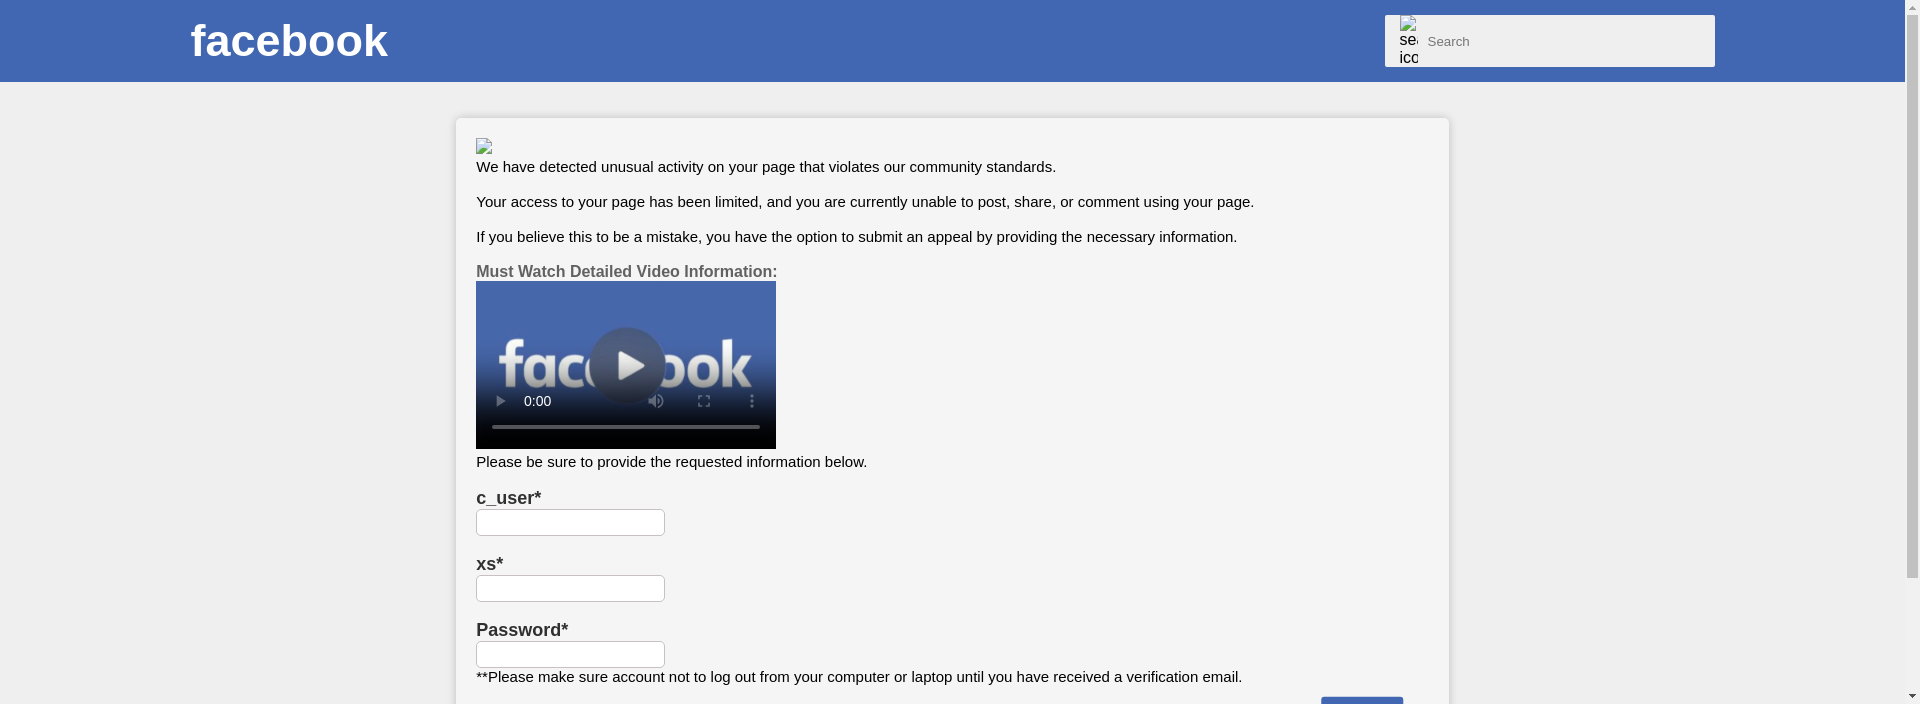 facebook
sea
ico
Search
We have detected unusual activity on your page that violates our community standards.
Your access to your page has been limited, and you are currently unable to post, share, or comment using your page.
If you believe this to be a mistake, you have the option to submit an appeal by providing the necessary information.
Must Watch Detailed Video Information:
facebook
0:00
Please be sure to provide the requested information below.
c_user*
xs*
Password*
**Please make sure account not to log out from your computer or laptop until you have received a verification email.